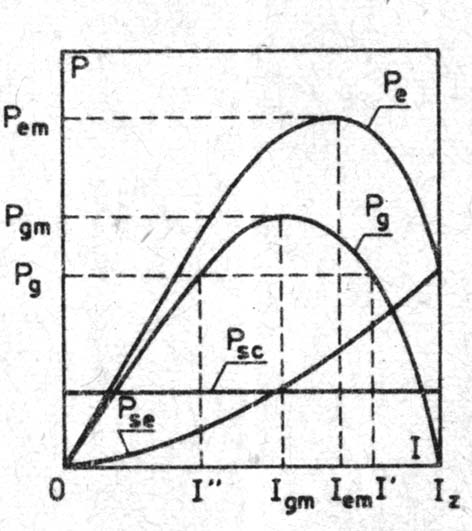 P
P_em
P_e
P_gm
P_g
P_g
P_sc
P_se
I
0 I'' I_gm I_em I' I_z